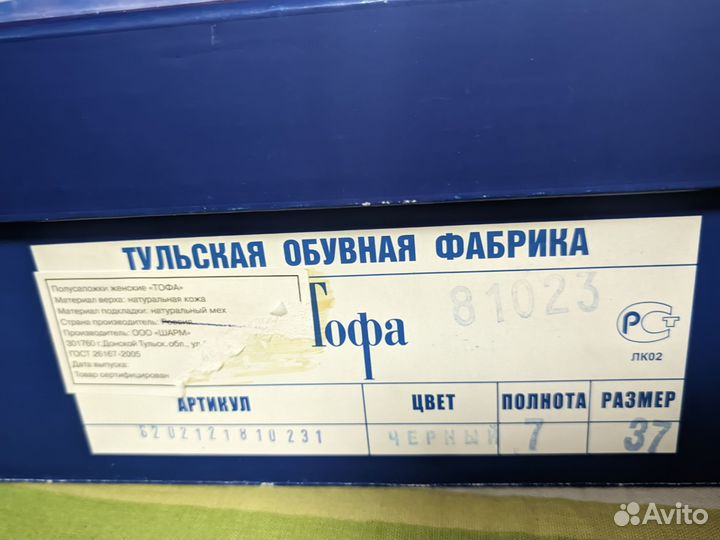 ТУЛЬСКАЯ ОБУВНАЯ ФАБРИКА
Полусапожки женские «ТОФА»
Материал верха: натуральная кожа
Материал подкладки: натуральный мех
Страна производитель: Россия
Производитель: ООО «ШАРМ»
301760 г.Донской Тульск. обл., ул.
ГОСТ 26167-2005
Дата выпуска:
Товар сертифицирован
Тофа
81023
РСТ
ЛК02
АРТИКУЛ ЦВЕТ ПОЛНОТА РАЗМЕР
6202121810231 ЧЕРНЫЙ 7 37
Avito